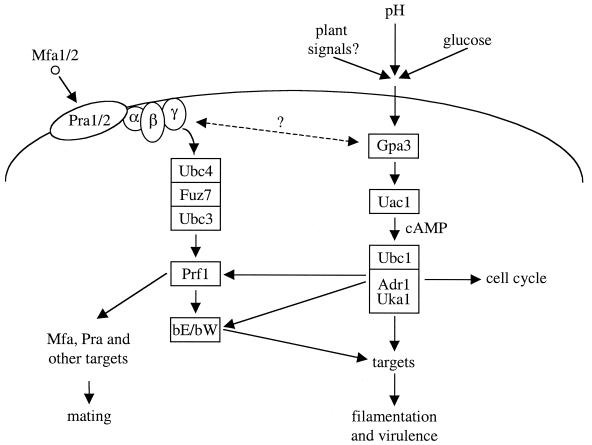 pH
plant
signals?
glucose
Mfa1/2
Pra1/2
α
β
γ
?
Gpa3
Ubc4
Fuz7
Ubc3
Uac1
cAMP
Ubc1
Adr1
Uka1
cell cycle
Prf1
bE/bW
Mfa, Pra and
other targets
targets
mating
filamentation
and virulence